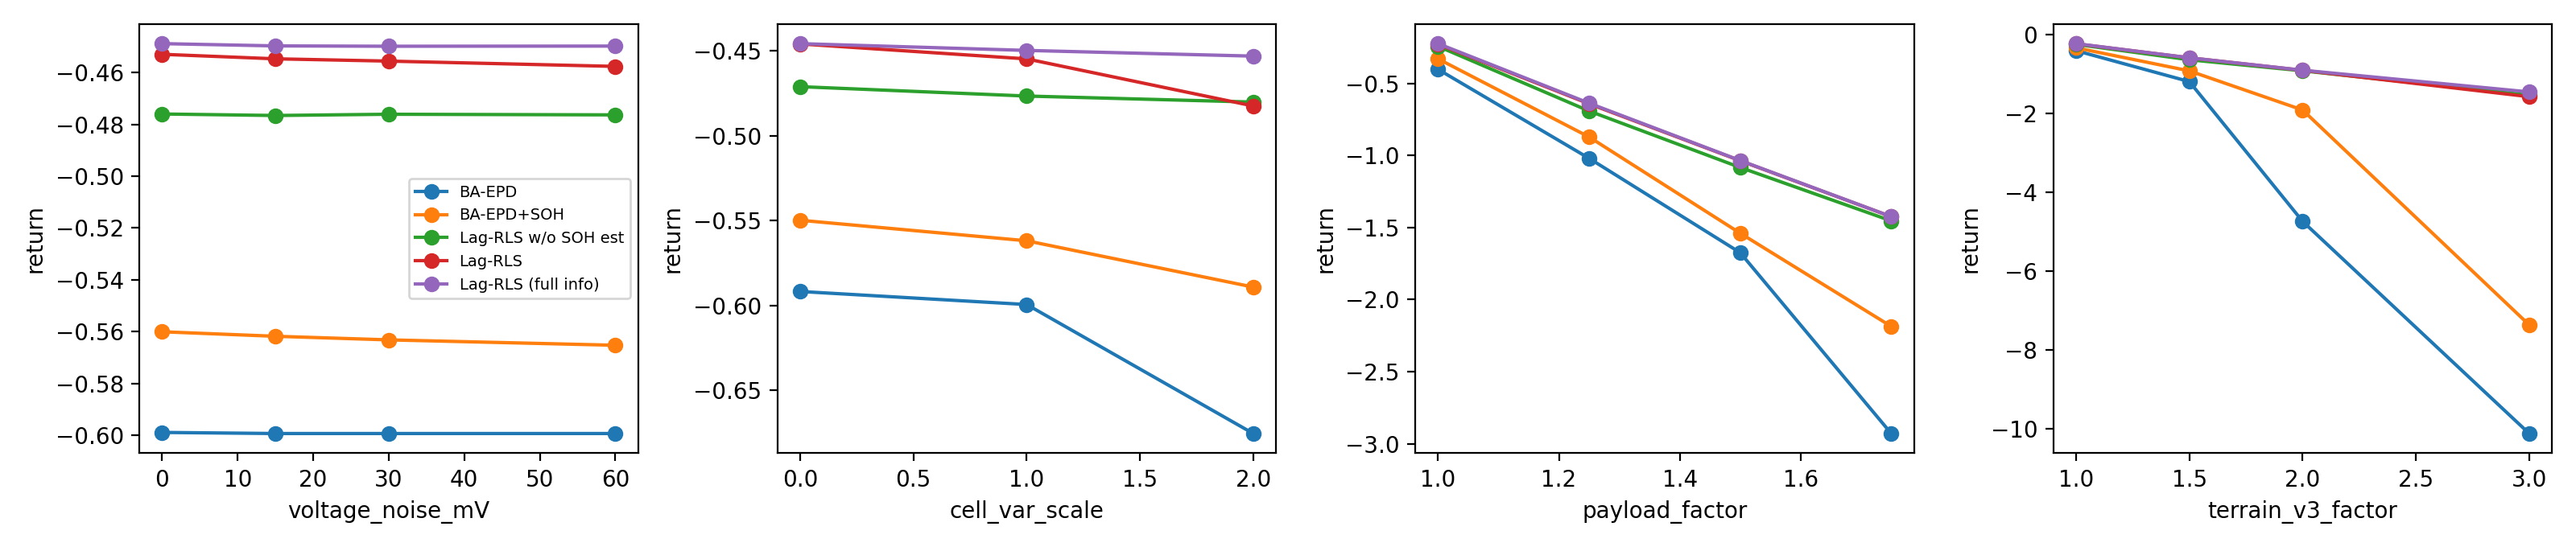 return
−0.46
−0.48
−0.50
−0.52
−0.54
−0.56
−0.58
−0.60
0 10 20 30 40 50 60
voltage_noise_mV
BA-EPD
BA-EPD+SOH
Lag-RLS w/o SOH est
Lag-RLS
Lag-RLS (full info)
return
−0.45
−0.50
−0.55
−0.60
−0.65
0.0 0.5 1.0 1.5 2.0
cell_var_scale
return
−0.5
−1.0
−1.5
−2.0
−2.5
−3.0
1.0 1.2 1.4 1.6
payload_factor
return
0
−2
−4
−6
−8
−10
1.0 1.5 2.0 2.5 3.0
terrain_v3_factor